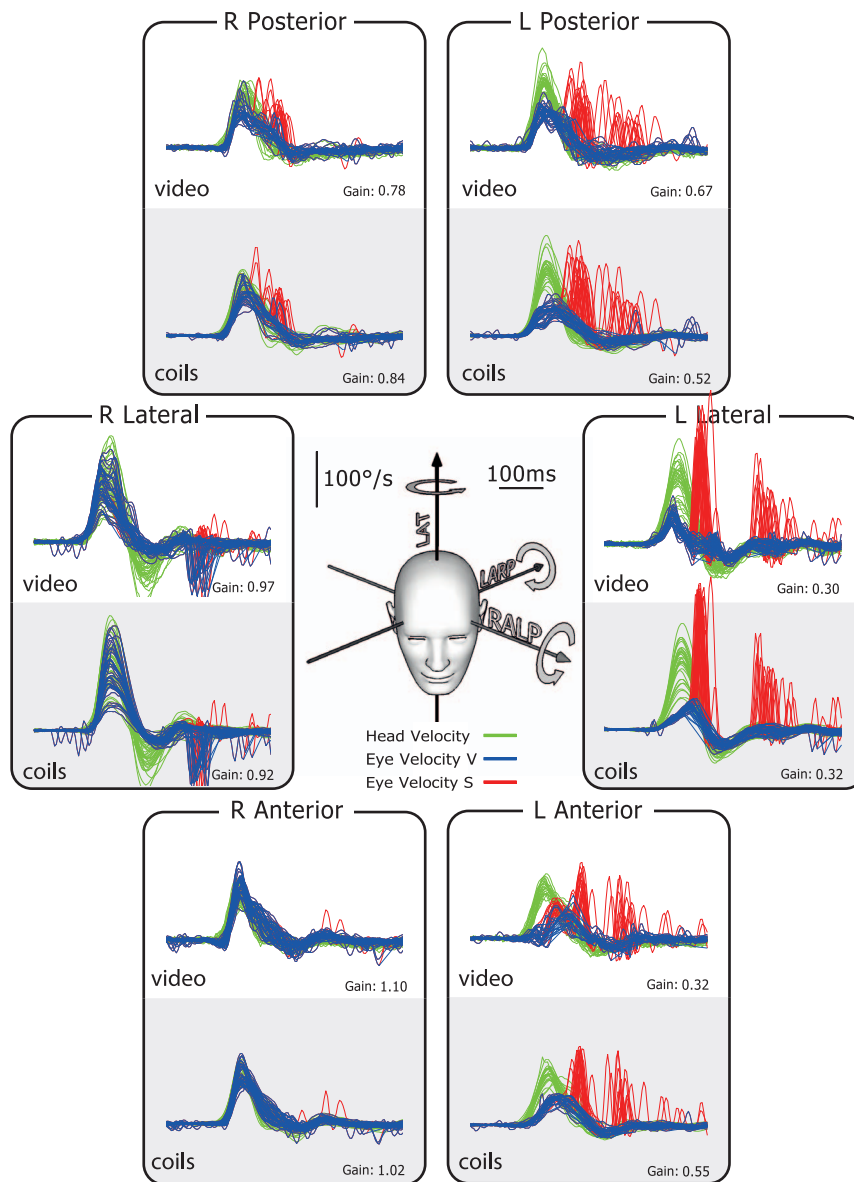 R Posterior
video
Gain: 0.78
coils
Gain: 0.84
L Posterior
video
Gain: 0.67
coils
Gain: 0.52
R Lateral
video
Gain: 0.97
coils
Gain: 0.92
100°/s
100ms
LAT
LARP
RALP
Head Velocity
Eye Velocity V
Eye Velocity S
L Lateral
video
Gain: 0.30
coils
Gain: 0.32
R Anterior
video
Gain: 1.10
coils
Gain: 1.02
L Anterior
video
Gain: 0.32
coils
Gain: 0.55